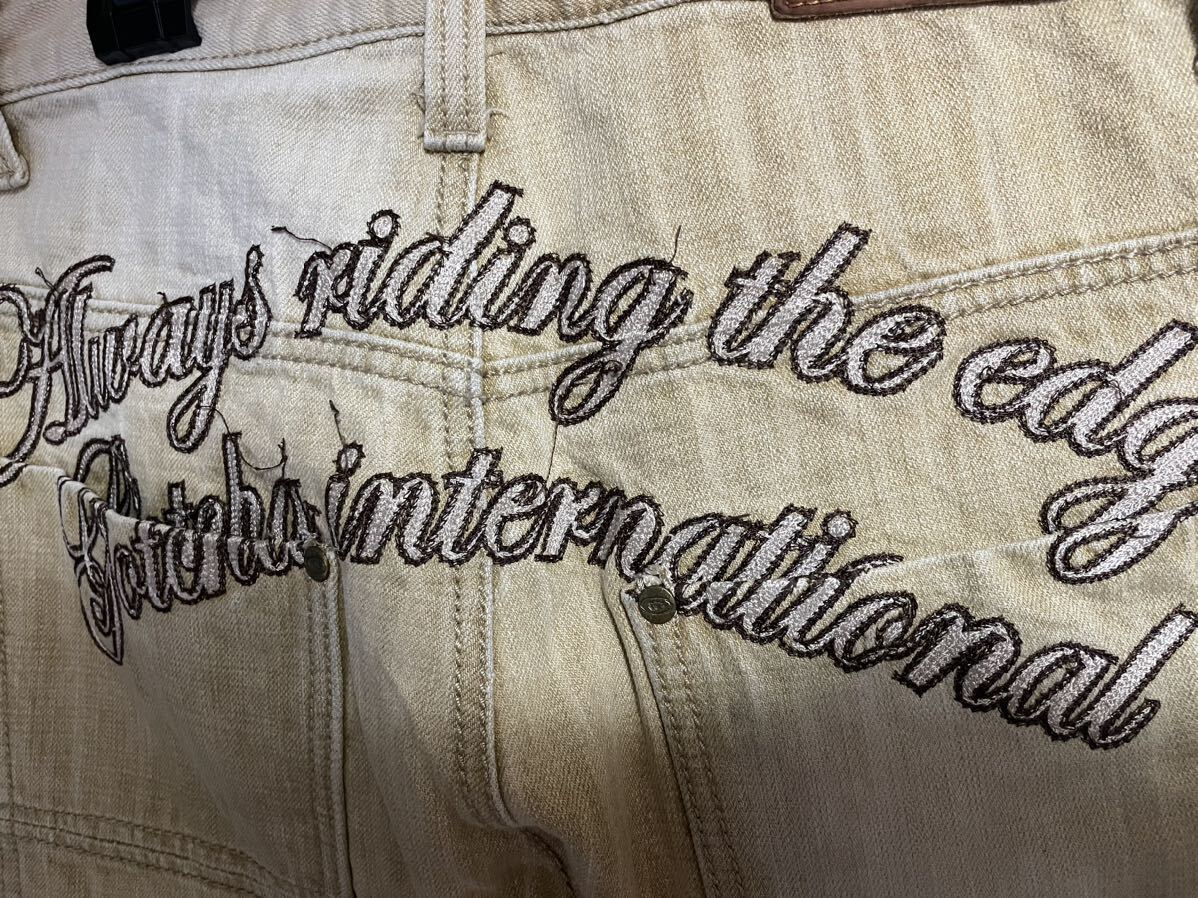 Always riding the edg
Gotcha international